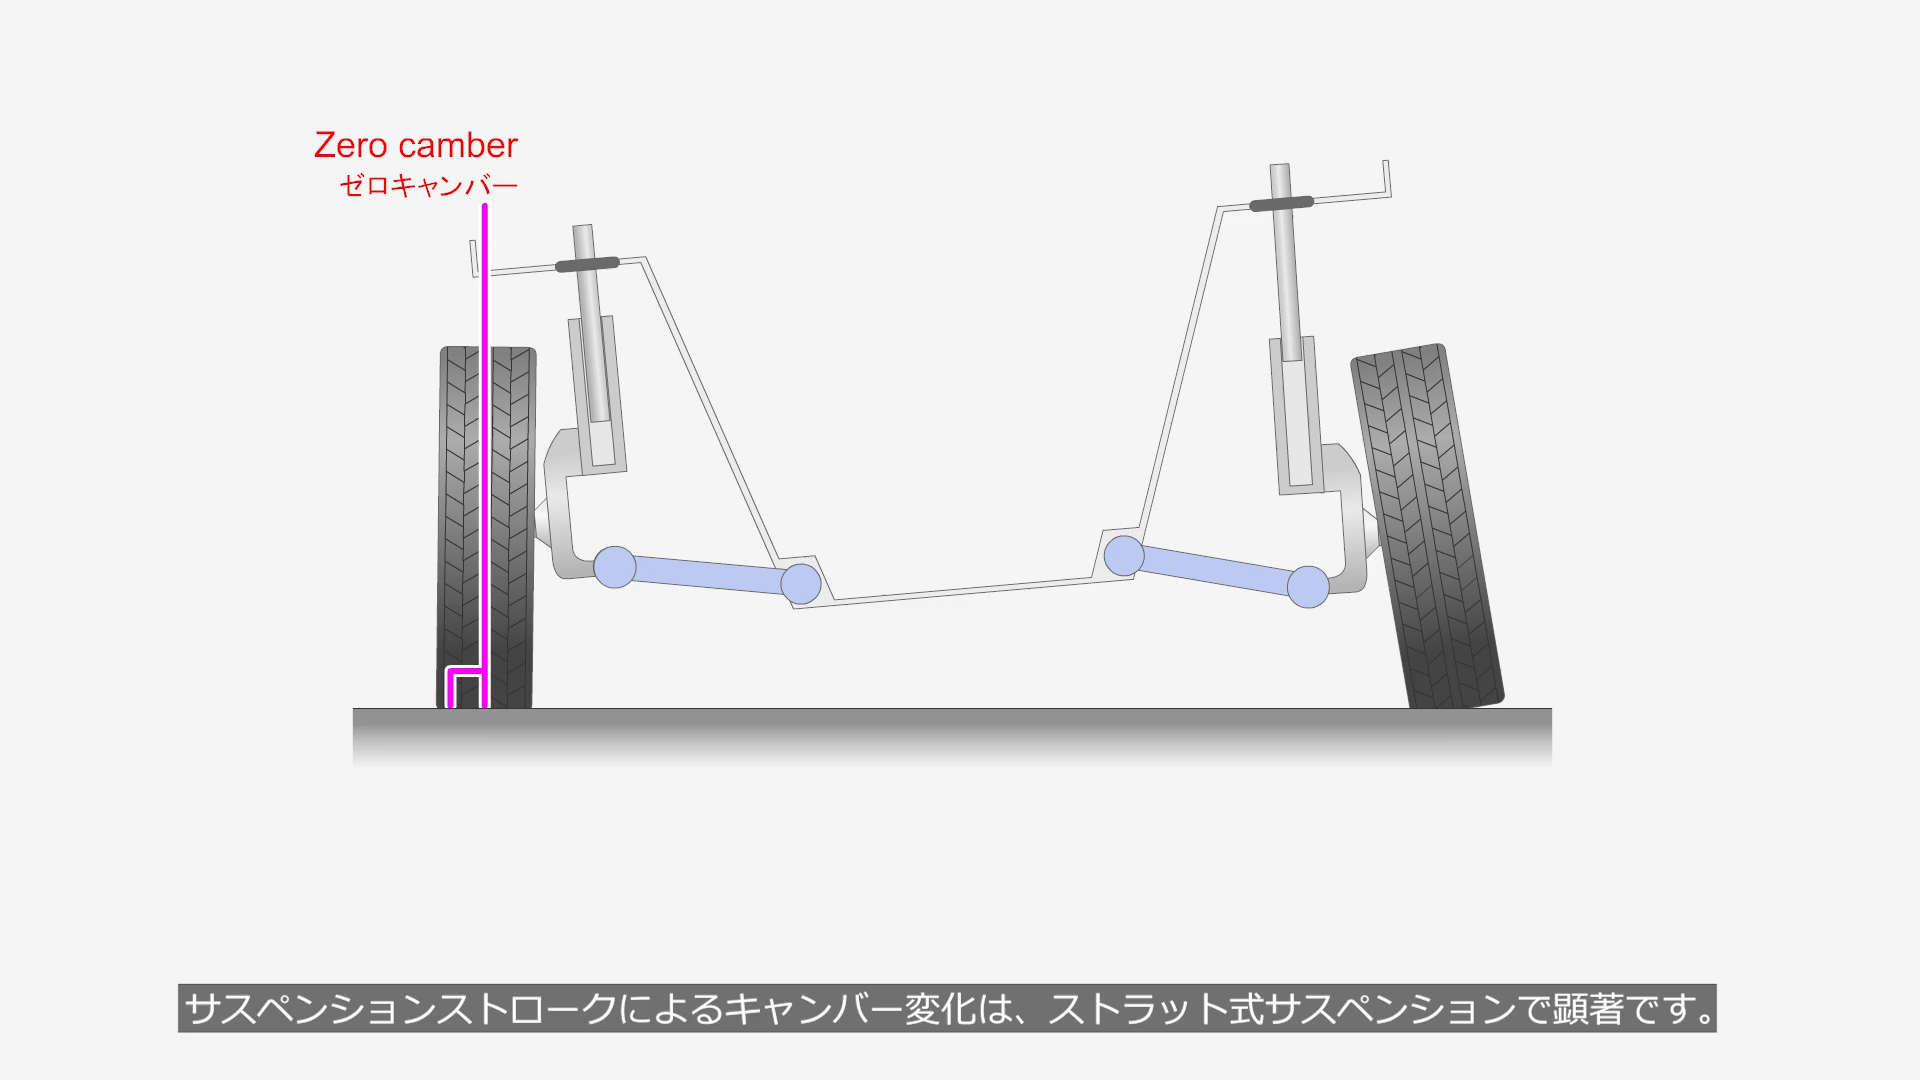 Zero camber
ゼロキャンバー
サスペンションストロークによるキャンバー変化は、ストラット式サスペンションで顕著です。